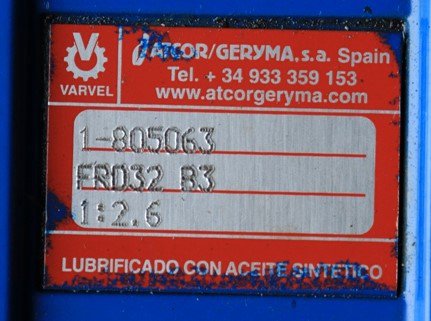 VARVEL
ATCOR/GERYMA, s.a. Spain
Tel. + 34 933 359 153
www.atcorgeryma.com
1-805063
FRD32 B3
1:2.6
LUBRIFICADO CON ACEITE SINTETICO